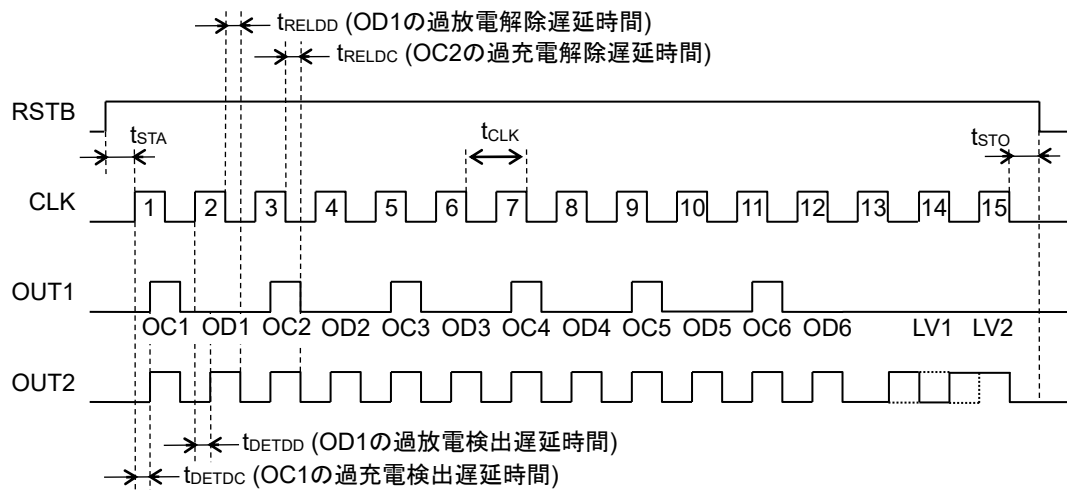 tRELDD (OD1の過放電解除遅延時間)
tRELDC (OC2の過充電解除遅延時間)
RSTB
tSTA
tCLK
tSTO
CLK
1 2 3 4 5 6 7 8 9 10 11 12 13 14 15
OUT1
OC1 OD1 OC2 OD2 OC3 OD3 OC4 OD4 OC5 OD5 OC6 OD6 LV1 LV2
OUT2
tDETDD (OD1の過放電検出遅延時間)
tDETDC (OC1の過充電検出遅延時間)